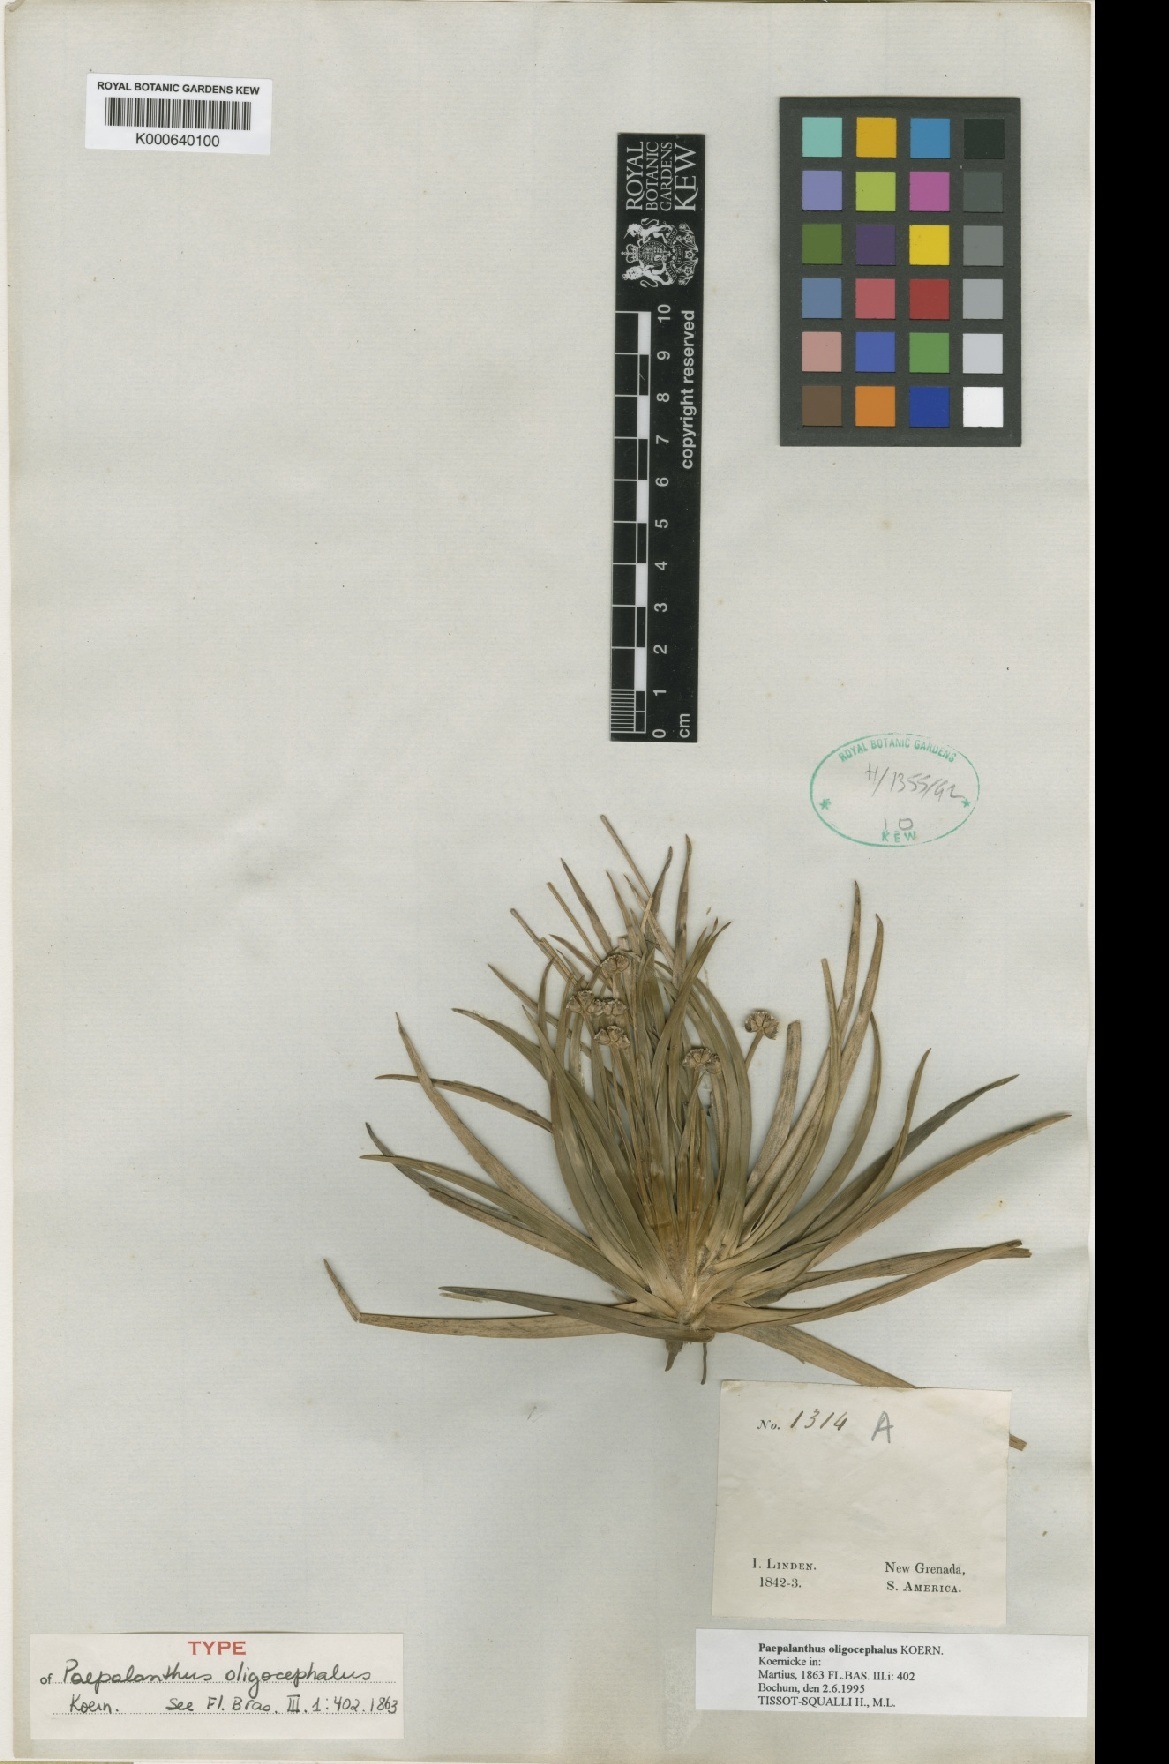 ROYAL BOTANIC GARDENS KEW
K000640100
ROYAL
BOTANIC
GARDENS
KEW
copyright reserved
10
9
8
7
6
5
4
3
2
1
0
cm
ROYAL BOTANIC GARDENS
KEW
No. 1314 A
I. LINDEN.
1842-3.
New Grenada,
S. AMERICA.
Paepalanthus oligocephalus KOERN.
Koernicke in:
Martius, 1863 FL.BAS. III.i: 402
Bochum, den 2.6.1995
TISSOT-SQUALLI H., M.L.
TYPE
of Paepalanthus oligocephalus
Koern. See Fl. Bras. III. 1: 402. 1863